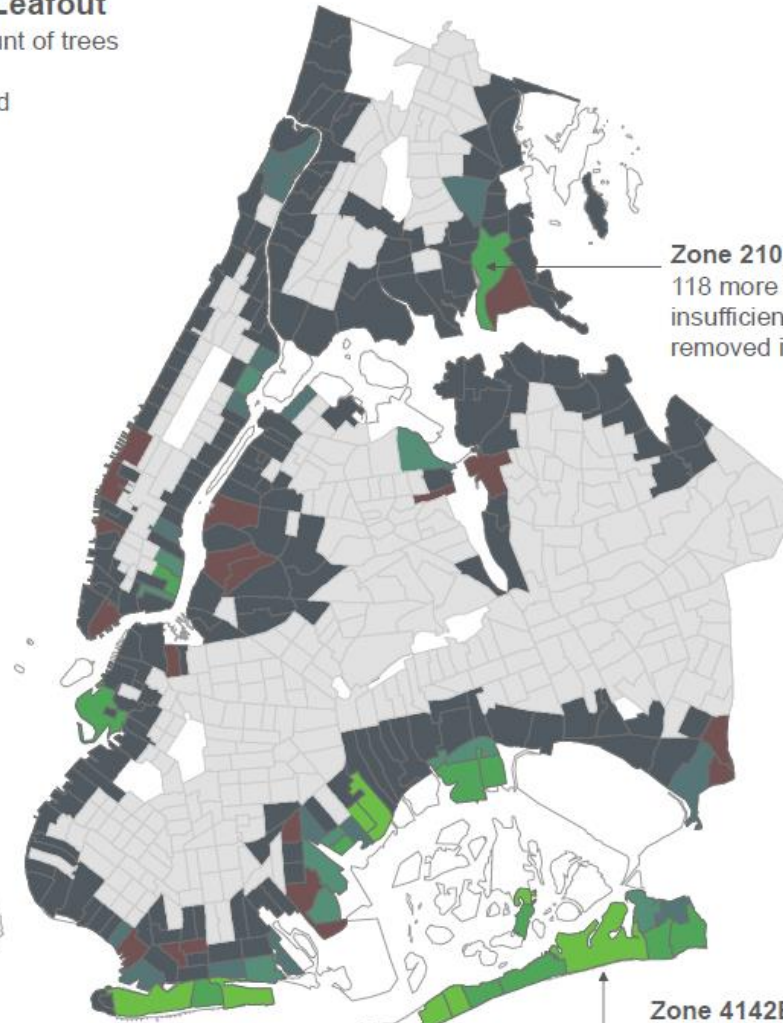 Leafout
unt of trees
d
Zone 210
118 more
insufficien
removed i
Zone 4142